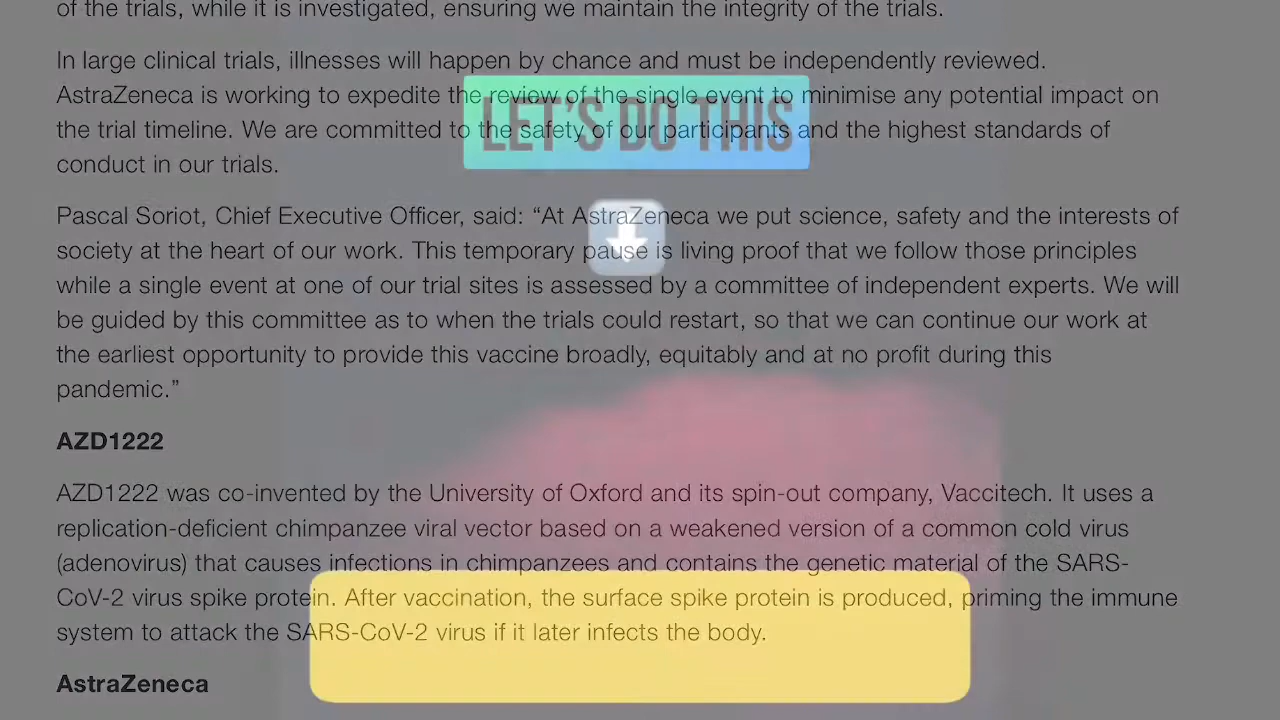 of the trials, while it is investigated, ensuring we maintain the integrity of the trials.
In large clinical trials, illnesses will happen by chance and must be independently reviewed.
AstraZeneca is working to expedite the review of the single event to minimise any potential impact on
LET'S DO THIS
the trial timeline. We are committed to the safety of our participants and the highest standards of
conduct in our trials.
Pascal Soriot, Chief Executive Officer, said: “At AstraZeneca we put science, safety and the interests of
society at the heart of our work. This temporary pause is living proof that we follow those principles
while a single event at one of our trial sites is assessed by a committee of independent experts. We will
be guided by this committee as to when the trials could restart, so that we can continue our work at
the earliest opportunity to provide this vaccine broadly, equitably and at no profit during this
pandemic.”
AZD1222
AZD1222 was co-invented by the University of Oxford and its spin-out company, Vaccitech. It uses a
replication-deficient chimpanzee viral vector based on a weakened version of a common cold virus
(adenovirus) that causes infections in chimpanzees and contains the genetic material of the SARS-
CoV-2 virus spike protein. After vaccination, the surface spike protein is produced, priming the immune
system to attack the SARS-CoV-2 virus if it later infects the body.
AstraZeneca